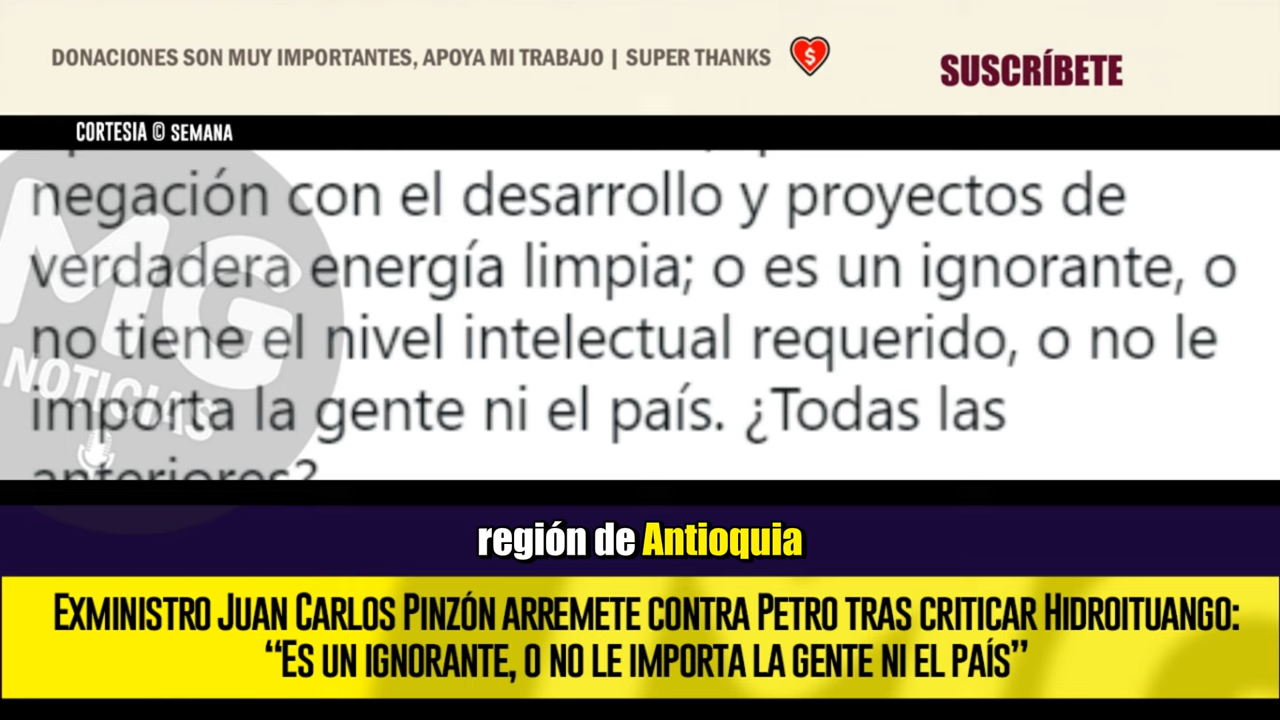 DONACIONES SON MUY IMPORTANTES, APOYA MI TRABAJO | SUPER THANKS
SUSCRÍBETE
CORTESIA © SEMANA
negación con el desarrollo y proyectos de
verdadera energía limpia; o es un ignorante, o
no tiene el nivel intelectual requerido, o no le
importa la gente ni el país. ¿Todas las
anteriores?
MG
NOTICIAS
región de Antioquia
EXMINISTRO JUAN CARLOS PINZÓN ARREMETE CONTRA PETRO TRAS CRITICAR HIDROITUANGO:
“ES UN IGNORANTE, O NO LE IMPORTA LA GENTE NI EL PAÍS”